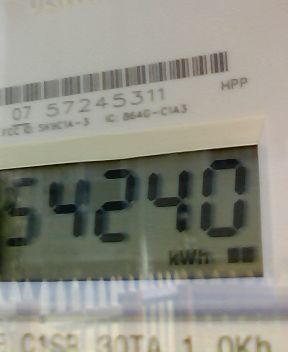 HPP
07 57245311
FCC ID: SK9C1A-3 IC: 864G-C1A3
54240
kWh
C1SR 30TA 1.0Kh